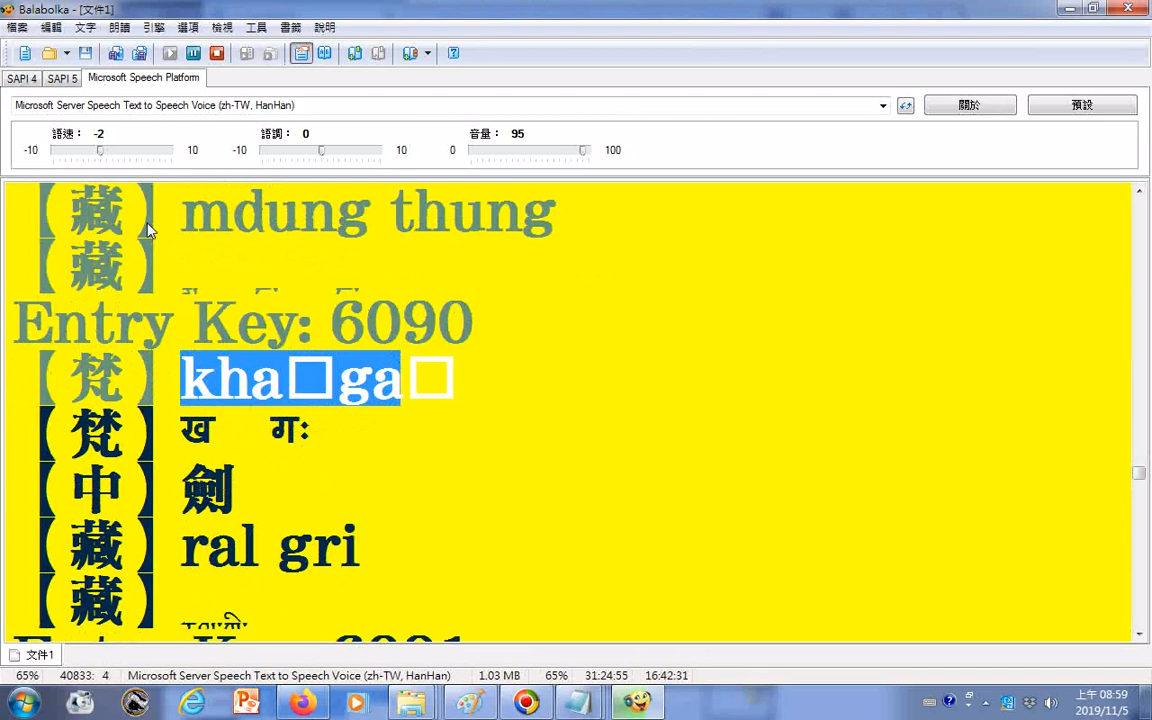 Balabolka - [文件1]
檔案 編輯 文字 朗讀 引擎 選項 檢視 工具 書籤 說明
SAPI 4 SAPI 5 Microsoft Speech Platform
Microsoft Server Speech Text to Speech Voice (zh-TW, HanHan) 關於 預設
語速： -2 語調： 0 音量： 95
-10 10 -10 10 0 100
【 藏 】 mdung thung
【 藏 】
Entry Key: 6090
【 梵 】 kha□ga□
【 梵 】 ख गः
【 中 】 劍
【 藏 】 ral gri
【 藏 】
Entry Key: 6091
文件1
65% 40833: 4 Microsoft Server Speech Text to Speech Voice (zh-TW, HanHan) 1.03 MB 65% 31:24:55 16:42:31
上午 08:59
2019/11/5